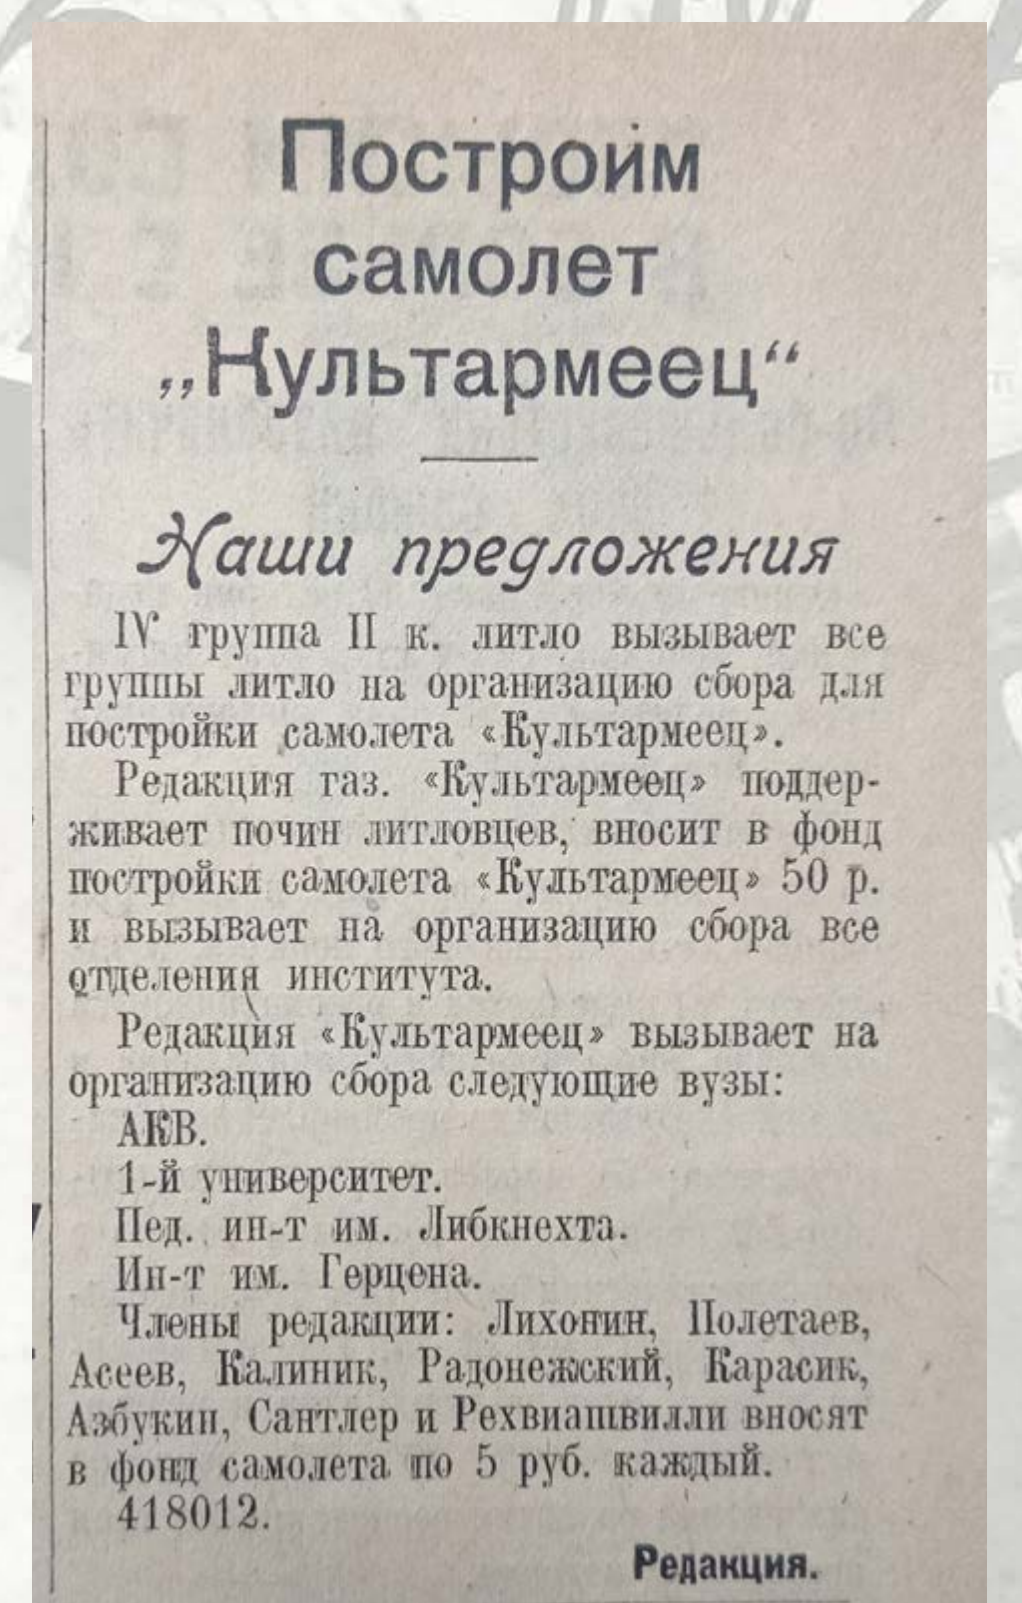 Построим
самолет
„Культармеец“
Наши предложения
IV группа II к. литло вызывает все
группы литло на организацию сбора для
постройки самолета «Культармеец».
Редакция газ. «Культармеец» поддер-
живает почин литловцев, вносит в фонд
постройки самолета «Культармеец» 50 р.
и вызывает на организацию сбора все
отделения института.
Редакция «Культармеец» вызывает на
организацию сбора следующие вузы:
АКВ.
1-й университет.
Пед. ин-т им. Либкнехта.
Ин-т им. Герцена.
Члены редакции: Лихонин, Полетаев,
Асеев, Калиник, Радонежский, Карасик,
Азбукин, Сантлер и Рехвиашвилли вносят
в фонд самолета по 5 руб. каждый.
418012.
Редакция.